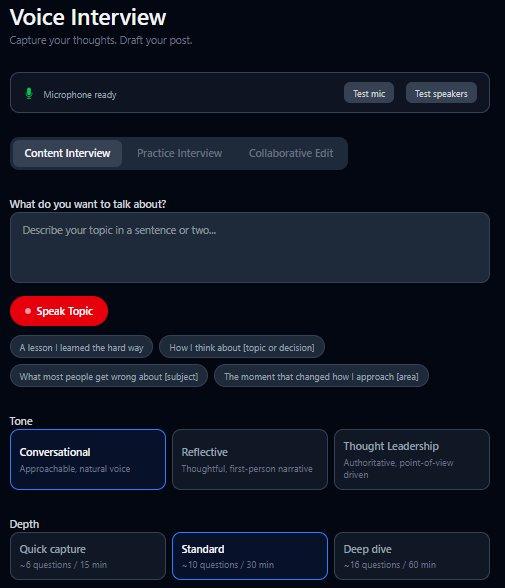 Voice Interview
Capture your thoughts. Draft your post.
Microphone ready
Test mic
Test speakers
Content Interview
Practice Interview
Collaborative Edit
What do you want to talk about?
Describe your topic in a sentence or two...
Speak Topic
A lesson I learned the hard way
How I think about [topic or decision]
What most people get wrong about [subject]
The moment that changed how I approach [area]
Tone
Conversational
Approachable, natural voice
Reflective
Thoughtful, first-person narrative
Thought Leadership
Authoritative, point-of-view
driven
Depth
Quick capture
~6 questions / 15 min
Standard
~10 questions / 30 min
Deep dive
~16 questions / 60 min